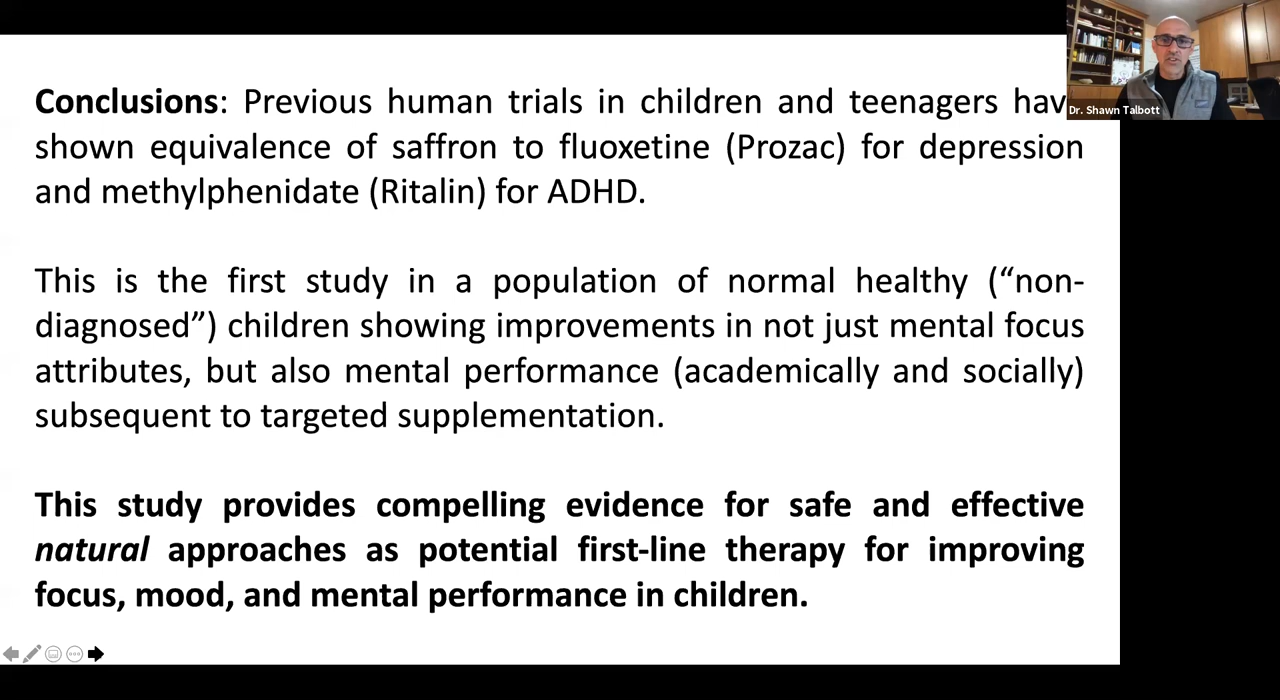 Dr. Shawn Talbott
Conclusions: Previous human trials in children and teenagers hav
shown equivalence of saffron to fluoxetine (Prozac) for depression
and methylphenidate (Ritalin) for ADHD.
This is the first study in a population of normal healthy (“non-
diagnosed”) children showing improvements in not just mental focus
attributes, but also mental performance (academically and socially)
subsequent to targeted supplementation.
This study provides compelling evidence for safe and effective
natural approaches as potential first-line therapy for improving
focus, mood, and mental performance in children.